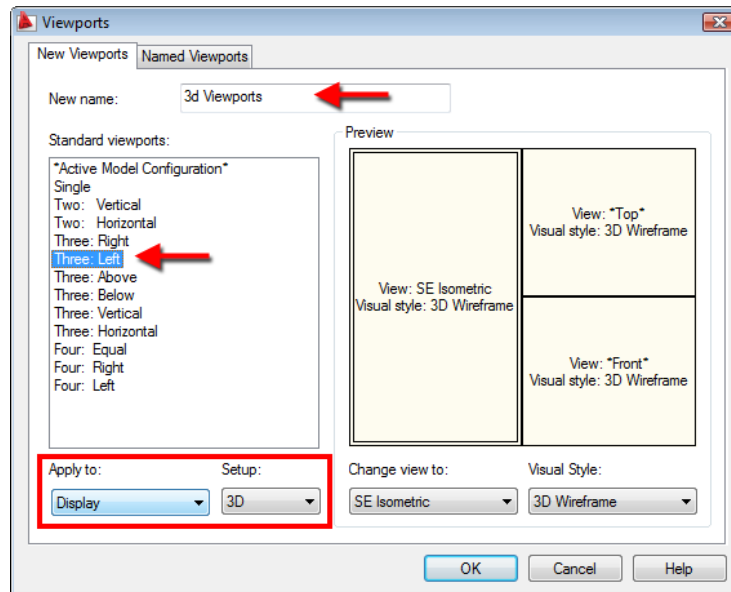 Viewports
New Viewports
Named Viewports
New name:
3d Viewports
Standard viewports:
*Active Model Configuration*
Single
Two: Vertical
Two: Horizontal
Three: Right
Three: Left
Three: Above
Three: Below
Three: Vertical
Three: Horizontal
Four: Equal
Four: Right
Four: Left
Preview
View: SE Isometric
Visual style: 3D Wireframe
View: *Top*
Visual style: 3D Wireframe
View: *Front*
Visual style: 3D Wireframe
Apply to:
Display
Setup:
3D
Change view to:
SE Isometric
Visual Style:
3D Wireframe
OK
Cancel
Help